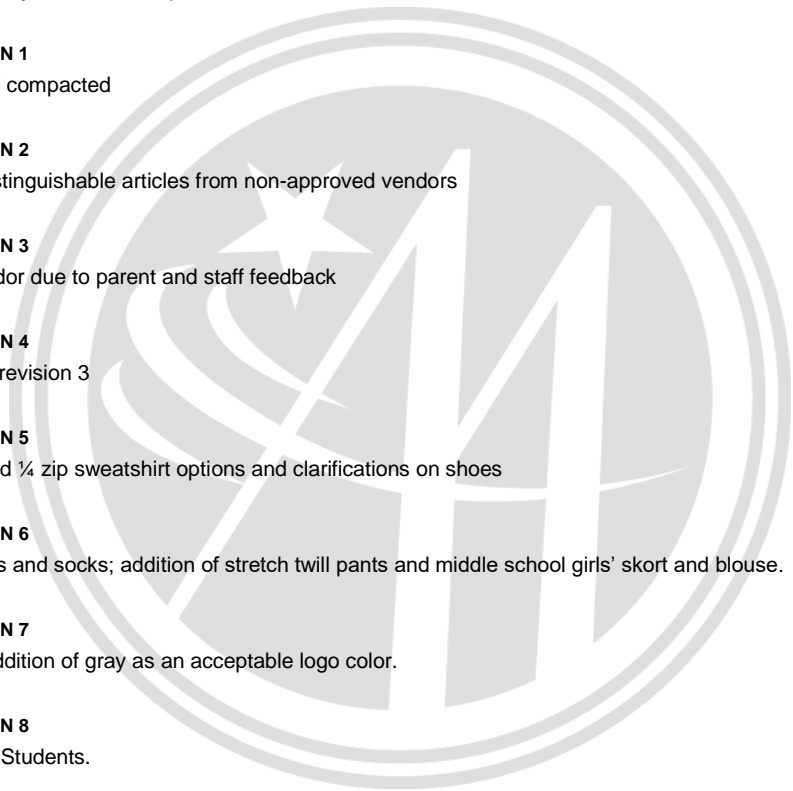 N 1
compacted
N 2
stinguishable articles from non-approved vendors
N 3
dor due to parent and staff feedback
N 4
revision 3
N 5
d ¼ zip sweatshirt options and clarifications on shoes
N 6
s and socks; addition of stretch twill pants and middle school girls’ skort and blouse.
N 7
ddition of gray as an acceptable logo color.
N 8
Students.